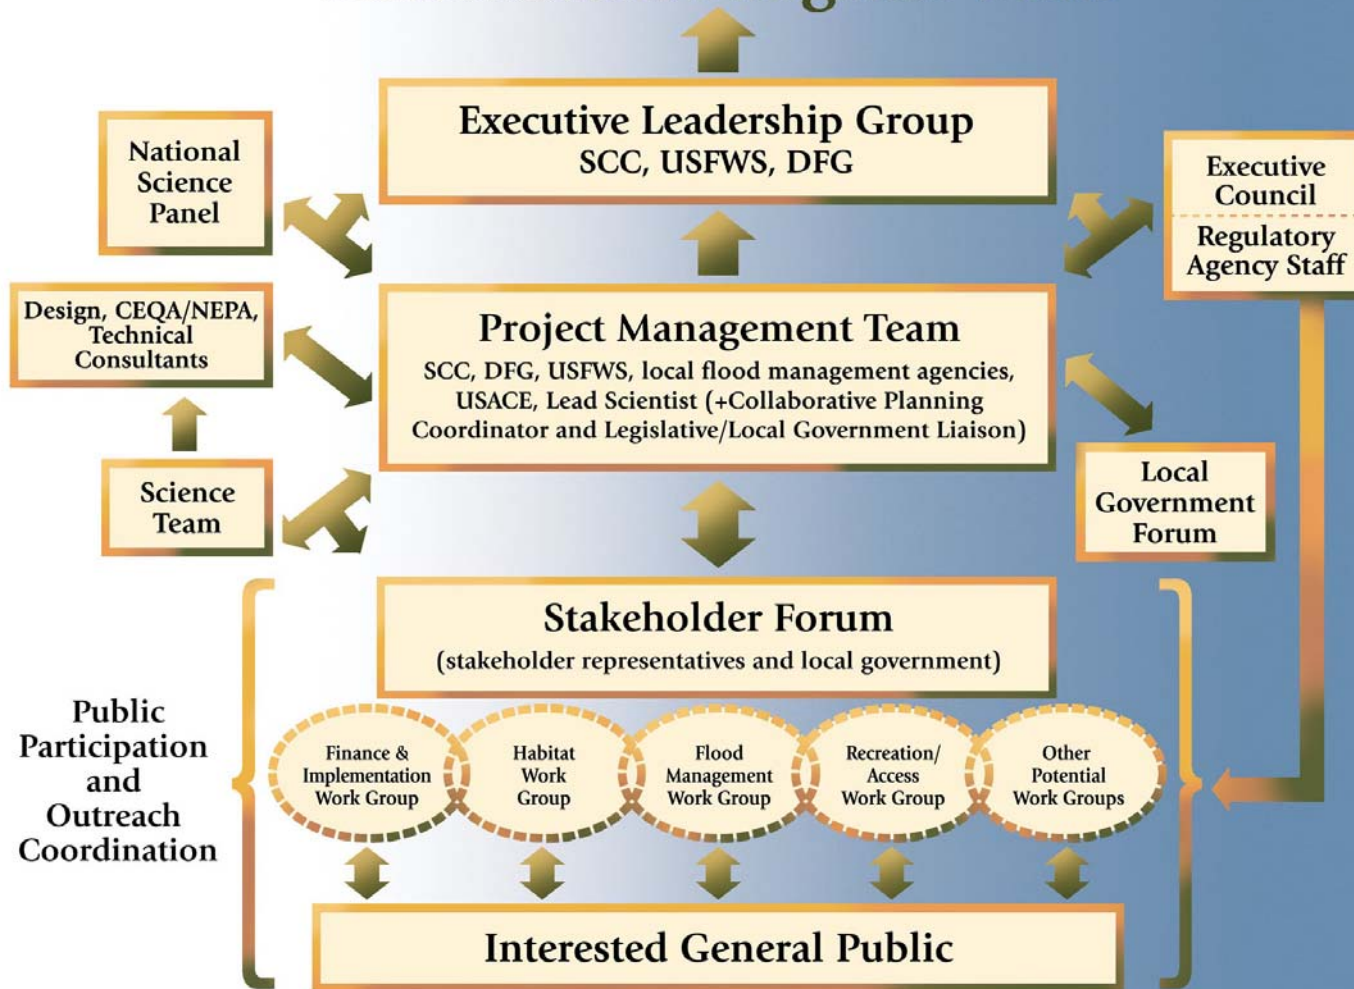 Executive Leadership Group
SCC, USFWS, DFG
National
Science
Panel
Executive
Council
Regulatory
Agency Staff
Design, CEQA/NEPA,
Technical
Consultants
Project Management Team
SCC, DFG, USFWS, local flood management agencies,
USACE, Lead Scientist (+Collaborative Planning
Coordinator and Legislative/Local Government Liaison)
Science
Team
Local
Government
Forum
Stakeholder Forum
(stakeholder representatives and local government)
Public
Participation
and
Outreach
Coordination
Finance &
Implementation
Work Group
Habitat
Work
Group
Flood
Management
Work Group
Recreation/
Access
Work Group
Other
Potential
Work Groups
Interested General Public